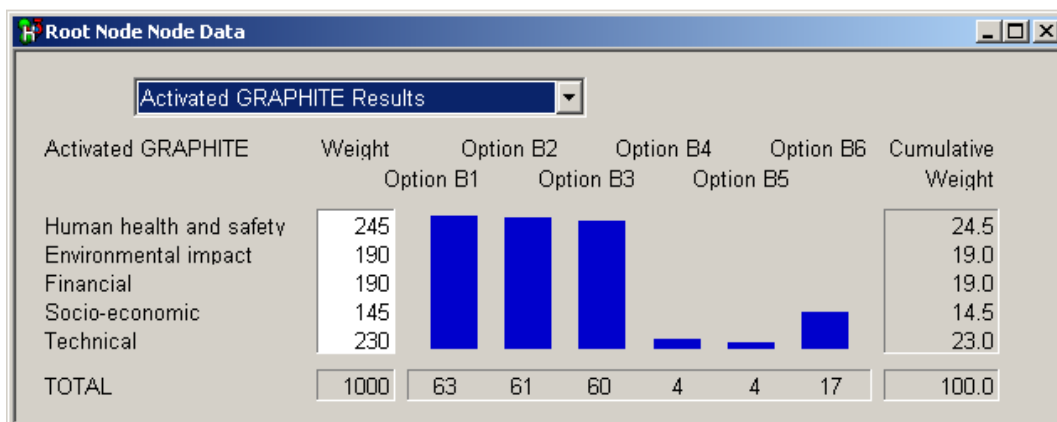 Root Node Node Data
Activated GRAPHITE Results
Activated GRAPHITE Weight Option B2 Option B4 Option B6 Cumulative
Option B1 Option B3 Option B5 Weight
Human health and safety 245 24.5
Environmental impact 190 19.0
Financial 190 19.0
Socio-economic 145 14.5
Technical 230 23.0
TOTAL 1000 63 61 60 4 4 17 100.0